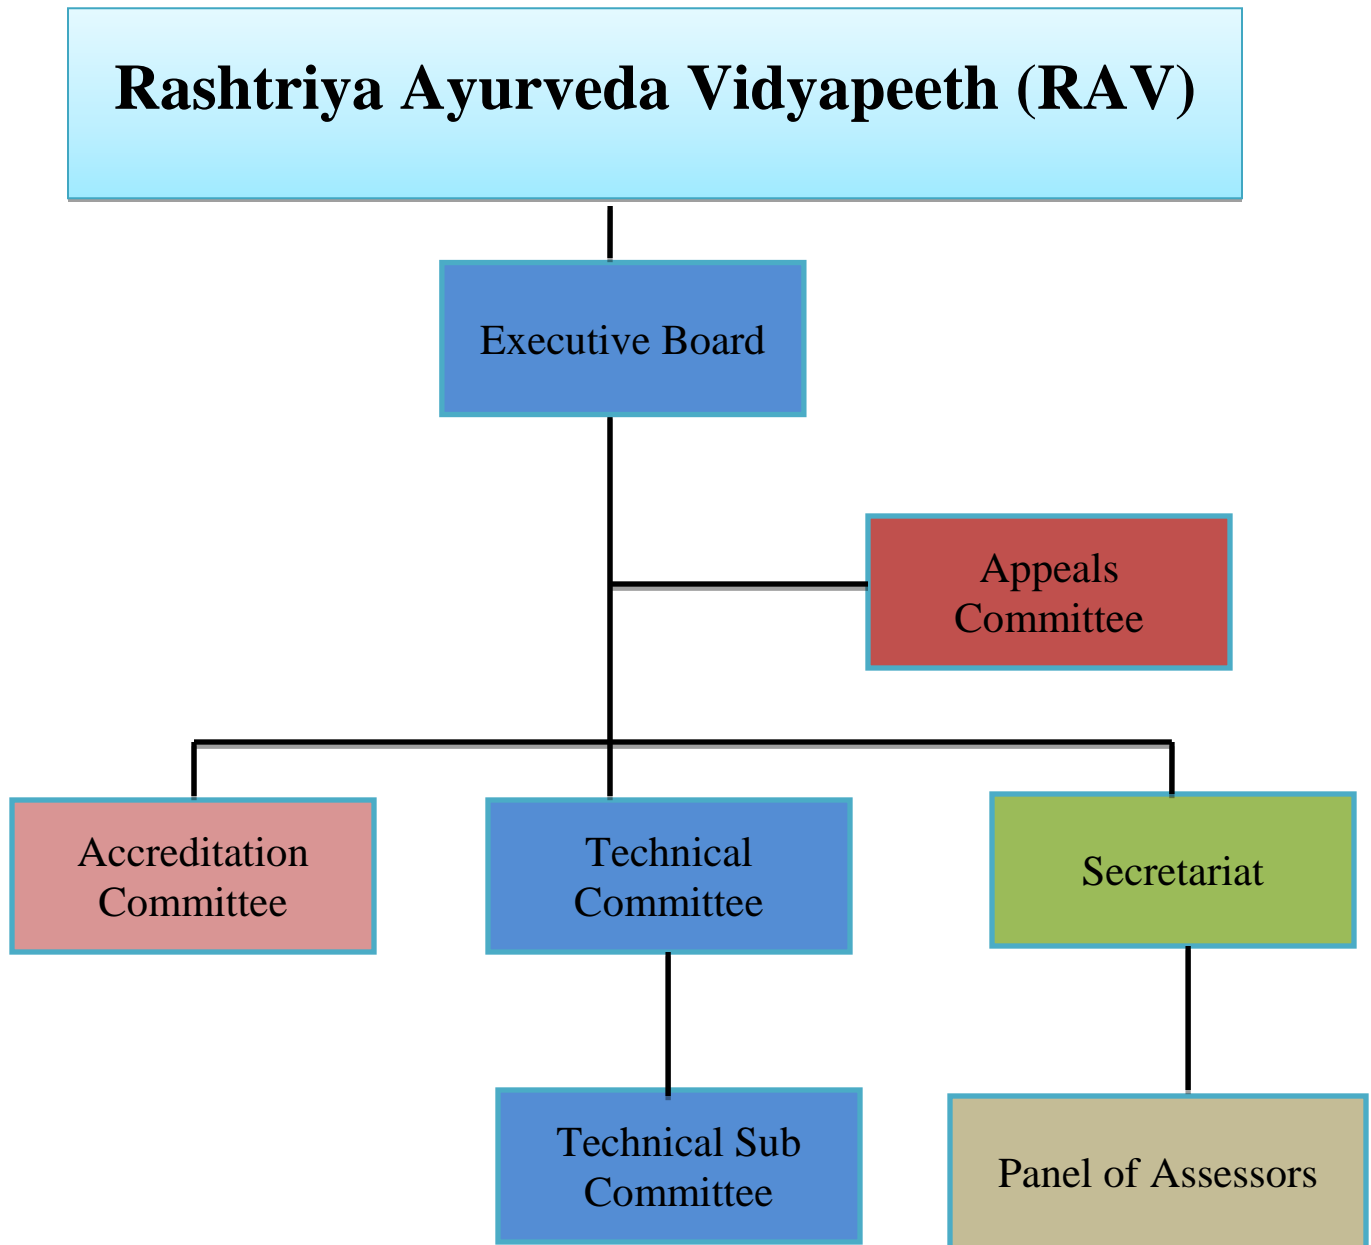 Rashtriya Ayurveda Vidyapeeth (RAV)
Executive Board
Appeals
Committee
Accreditation
Committee
Technical
Committee
Secretariat
Technical Sub
Committee
Panel of Assessors